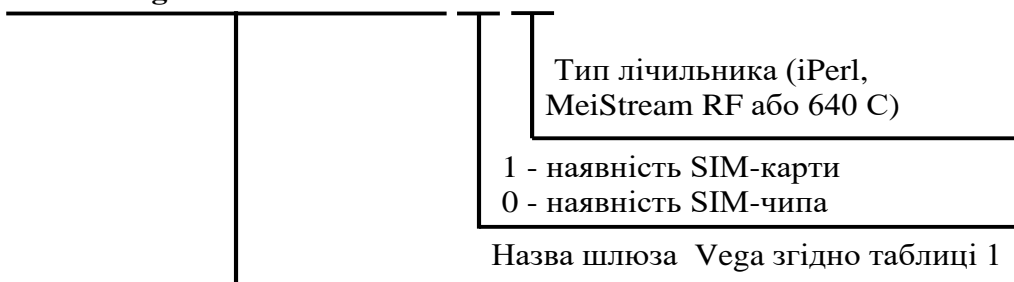 Тип лічильника (iPerl,
MeiStream RF або 640 C)
1 - наявність SIM-карти
0 - наявність SIM-чипа
Назва шлюза Vega згідно таблиці 1